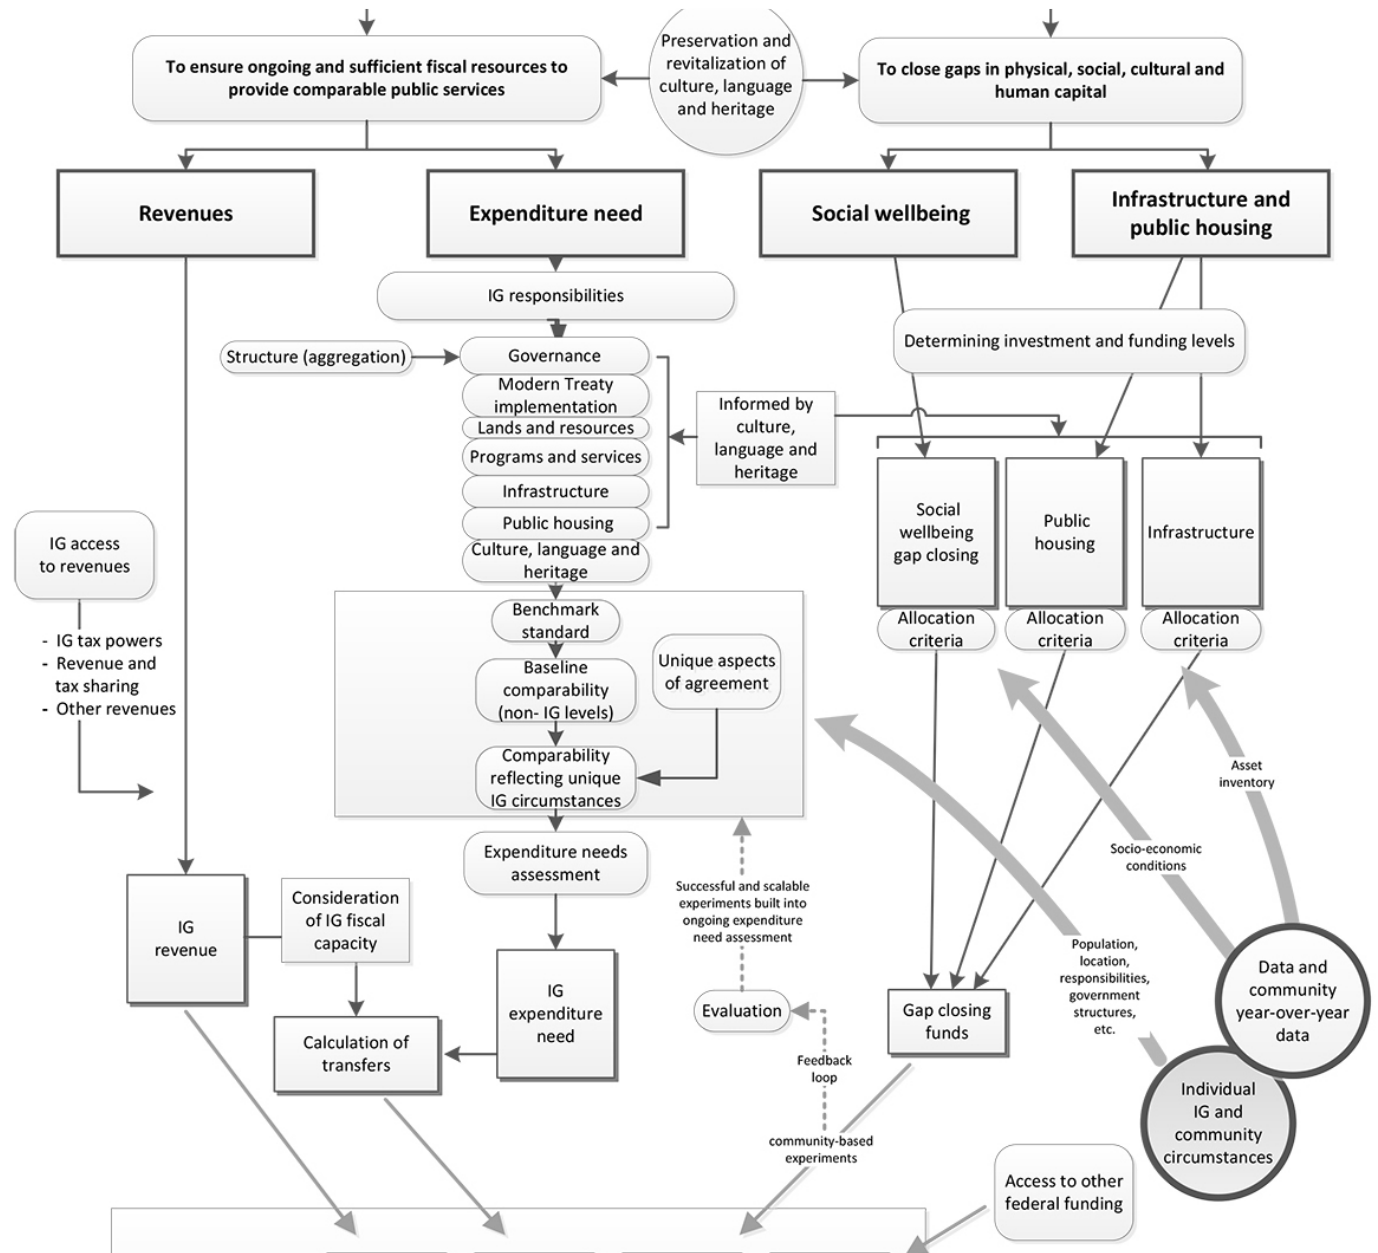 To ensure ongoing and sufficient fiscal resources to
provide comparable public services
Preservation and
revitalization of
culture, language
and heritage
To close gaps in physical, social, cultural and
human capital
Revenues
Expenditure need
Social wellbeing
Infrastructure and
public housing
IG responsibilities
Determining investment and funding levels
Structure (aggregation)
Governance
Modern Treaty
implementation
Lands and resources
Programs and services
Infrastructure
Public housing
Culture, language and
heritage
Informed by
culture,
language and
heritage
Social
wellbeing
gap closing
Public
housing
Infrastructure
Allocation
criteria
Allocation
criteria
Allocation
criteria
IG access
to revenues
- IG tax powers
- Revenue and
tax sharing
- Other revenues
Benchmark
standard
Baseline
comparability
(non- IG levels)
Unique aspects
of agreement
Comparability
reflecting unique
IG circumstances
Expenditure needs
assessment
Asset
inventory
Socio-economic
conditions
Successful and scalable
experiments built into
ongoing expenditure
need assessment
Population,
location,
responsibilities,
government
structures,
etc.
IG
revenue
Consideration
of IG fiscal
capacity
IG
expenditure
need
Calculation of
transfers
Evaluation
Feedback
loop
community-based
experiments
Gap closing
funds
Data and
community
year-over-year
data
Individual
IG and
community
circumstances
Access to other
federal funding